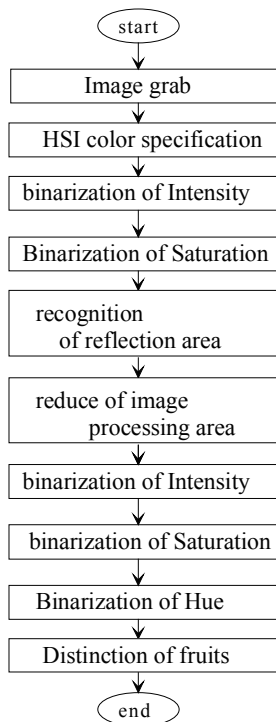 start
Image grab
HSI color specification
binarization of Intensity
Binarization of Saturation
recognition
of reflection area
reduce of image
processing area
binarization of Intensity
binarization of Saturation
Binarization of Hue
Distinction of fruits
end